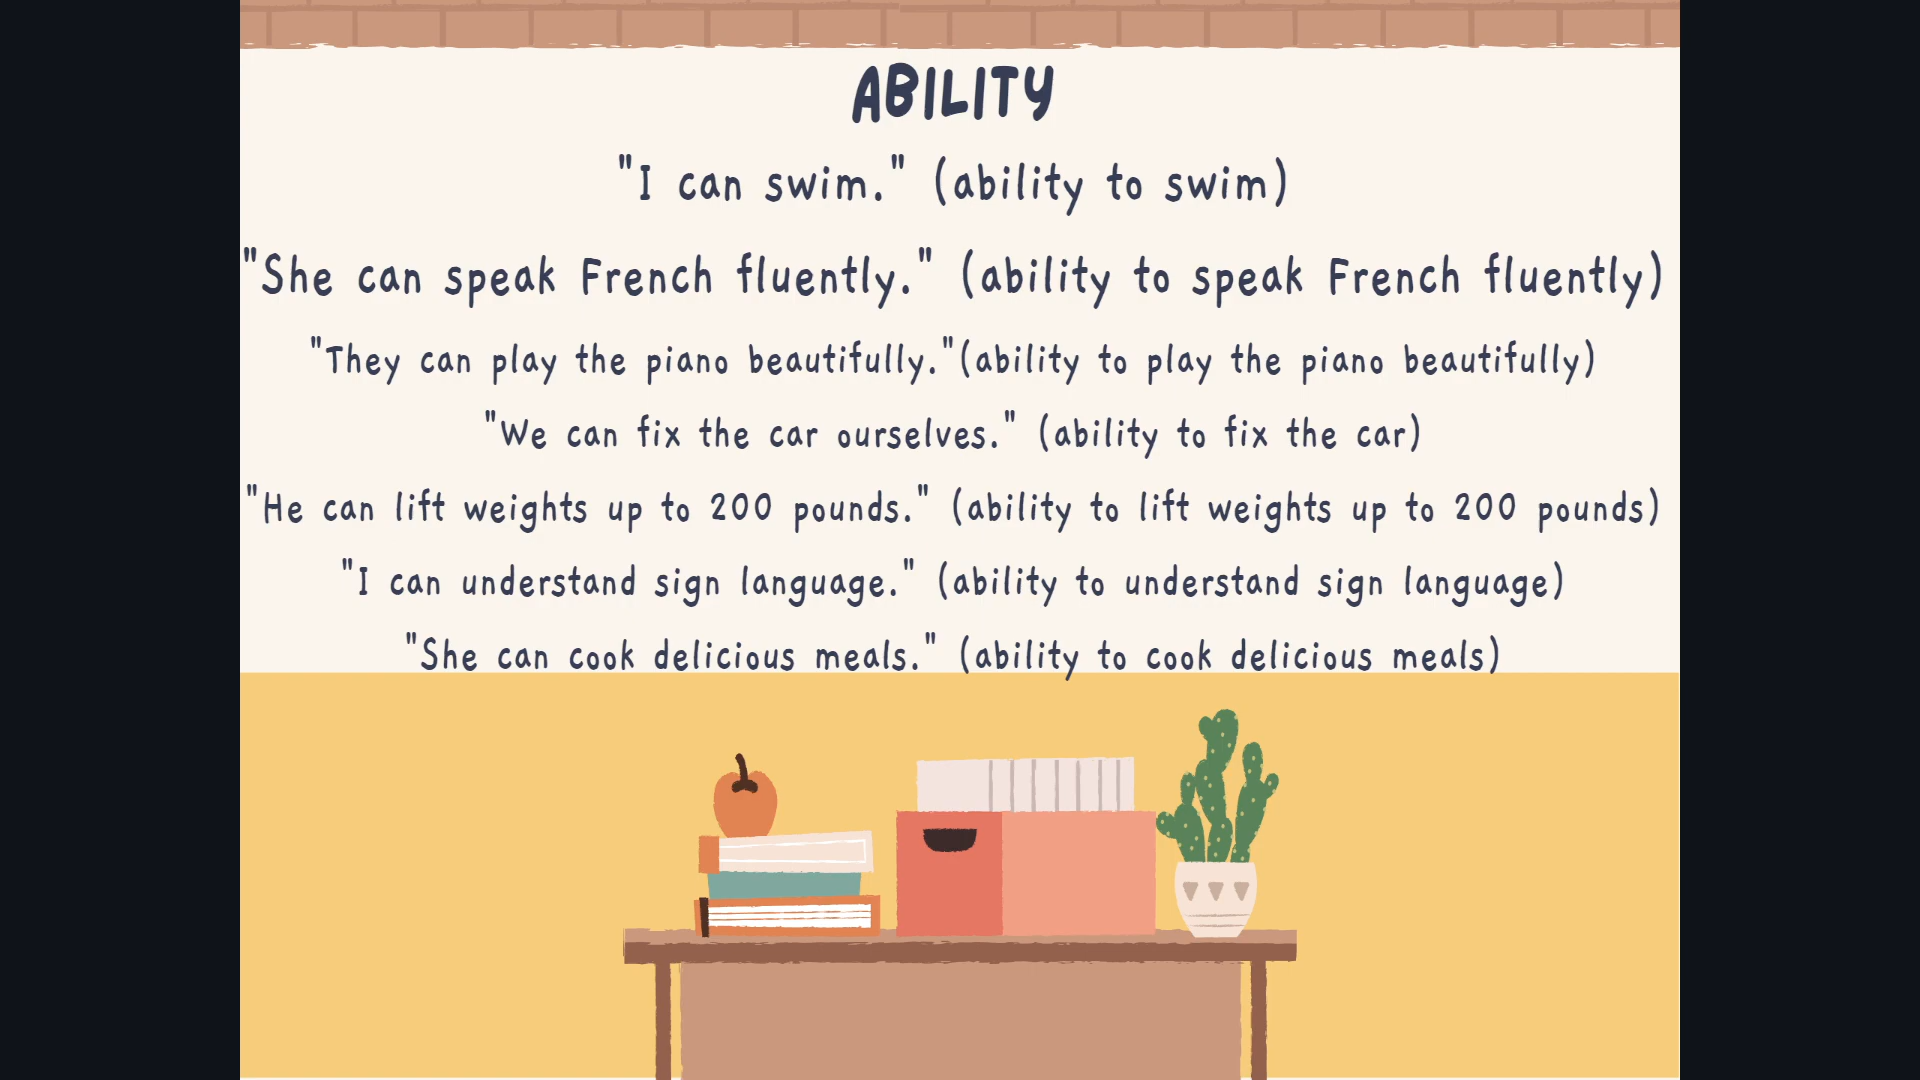 ABILITY
"I can swim." (ability to swim)
"She can speak French fluently." (ability to speak French fluently)
"They can play the piano beautifully."(ability to play the piano beautifully)
"We can fix the car ourselves." (ability to fix the car)
"He can lift weights up to 200 pounds." (ability to lift weights up to 200 pounds)
"I can understand sign language." (ability to understand sign language)
"She can cook delicious meals." (ability to cook delicious meals)